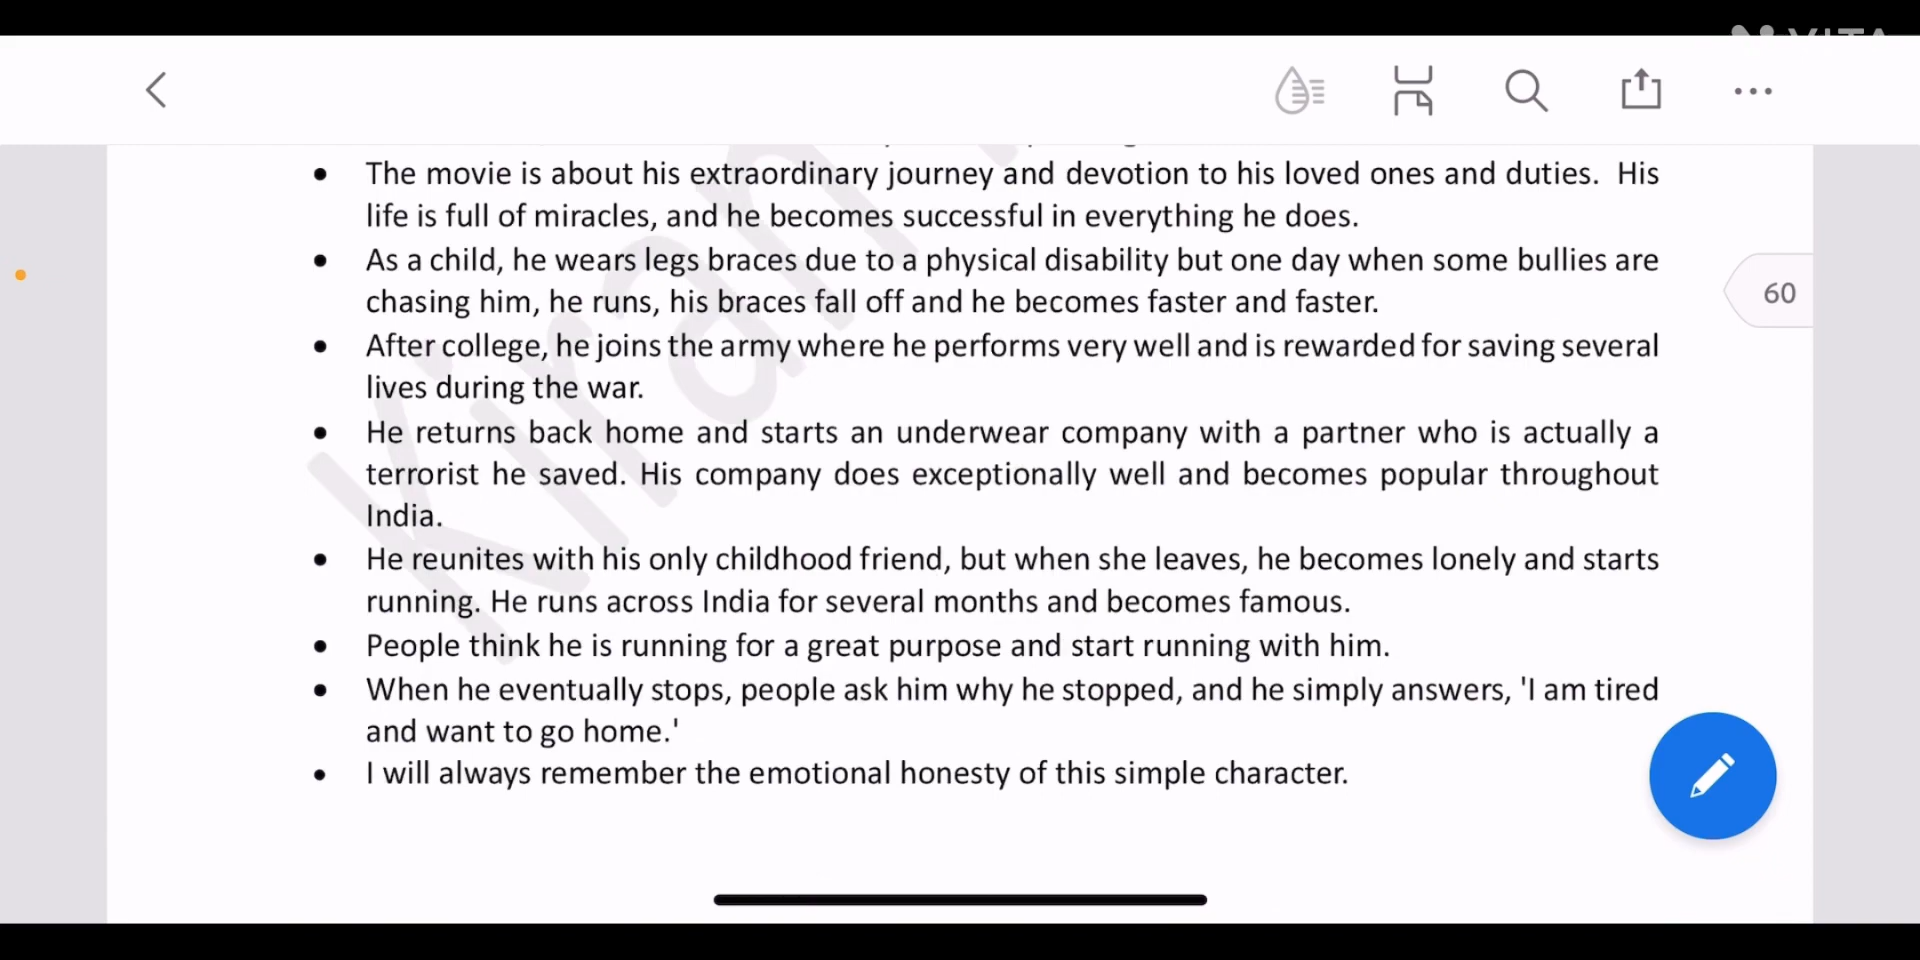 • The movie is about his extraordinary journey and devotion to his loved ones and duties. His
life is full of miracles, and he becomes successful in everything he does.
• As a child, he wears legs braces due to a physical disability but one day when some bullies are
chasing him, he runs, his braces fall off and he becomes faster and faster.
60
• After college, he joins the army where he performs very well and is rewarded for saving several
lives during the war.
• He returns back home and starts an underwear company with a partner who is actually a
terrorist he saved. His company does exceptionally well and becomes popular throughout
India.
• He reunites with his only childhood friend, but when she leaves, he becomes lonely and starts
running. He runs across India for several months and becomes famous.
• People think he is running for a great purpose and start running with him.
• When he eventually stops, people ask him why he stopped, and he simply answers, 'I am tired
and want to go home.'
• I will always remember the emotional honesty of this simple character.
Kiran